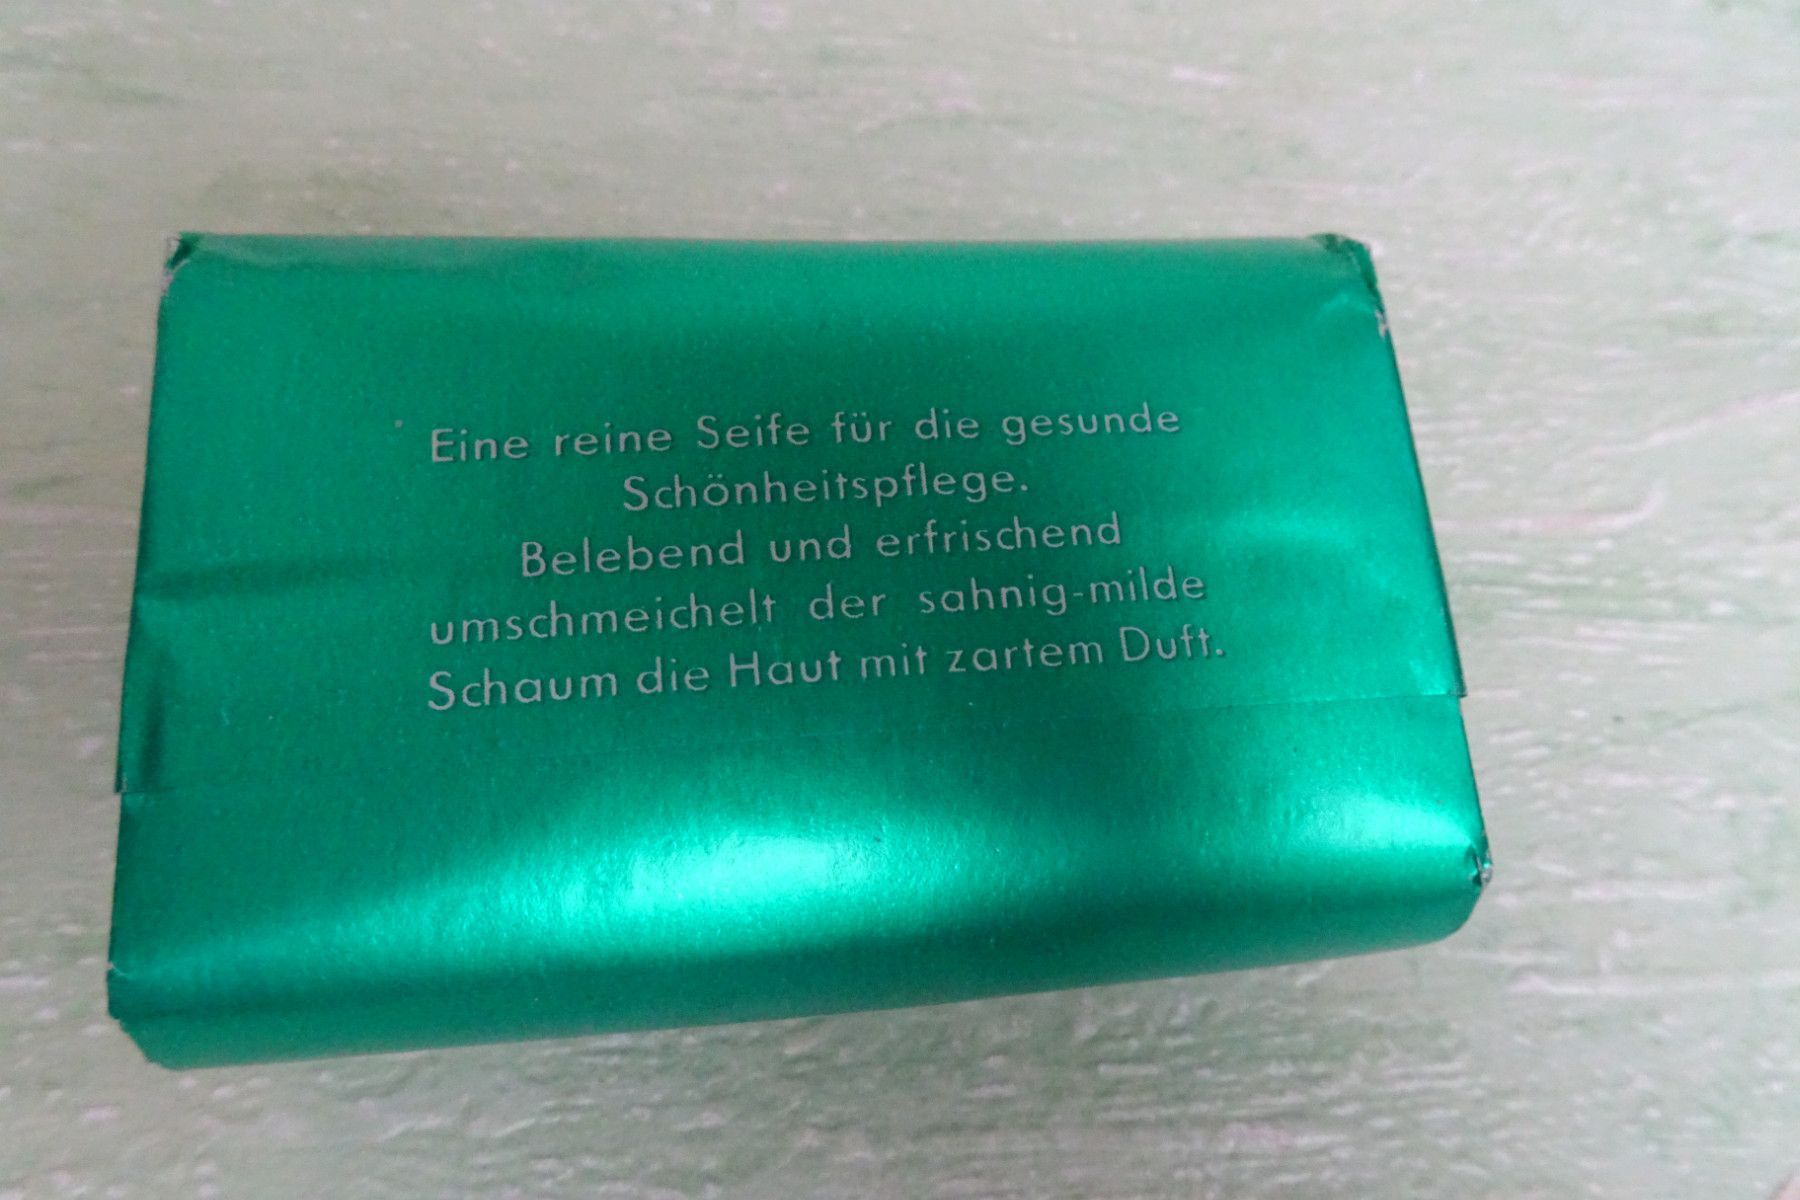 Eine reine Seife für die gesunde
Schönheitspflege.
Belebend und erfrischend
umschmeichelt der sahnig-milde
Schaum die Haut mit zartem Duft.